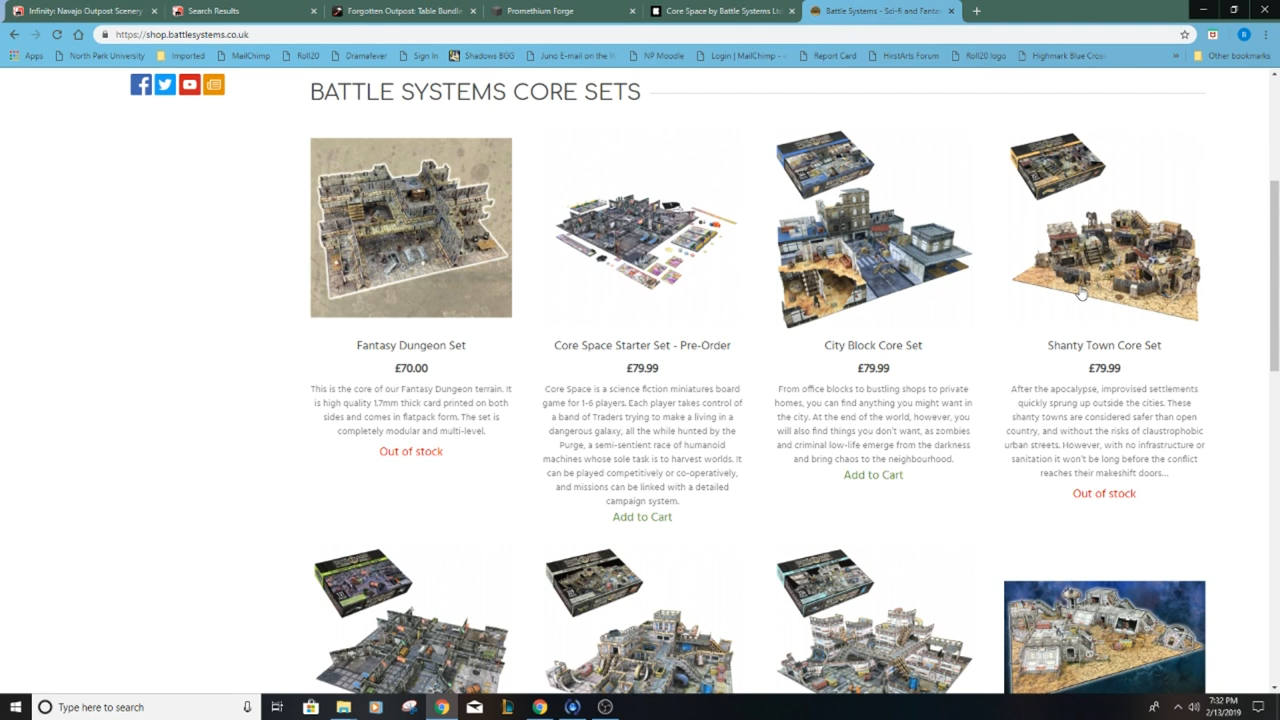 Infinity: Navajo Outpost Scenery
Search Results
Forgotten Outpost: Table Bundle
Promethium Forge
Core Space by Battle Systems Ltd
Battle Systems - Sci-fi and Fantas
https://shop.battlesystems.co.uk
Apps
North Park University
Imported
MailChimp
Roll20
Dramafever
Sign In
Shadows BGG
Juno E-mail on the
NP Moodle
Login | MailChimp -
Report Card
HirstArts Forum
Roll20 logo
Highmark Blue Cros
»
Other bookmarks
BATTLE SYSTEMS CORE SETS
Fantasy Dungeon Set
£70.00
This is the core of our Fantasy Dungeon terrain. It
is high quality 1.7mm thick card printed on both
sides and comes in flatpack form. The set is
completely modular and multi-level.
Out of stock
Core Space Starter Set - Pre-Order
£79.99
Core Space is a science fiction miniatures board
game for 1-6 players. Each player takes control of
a band of Traders trying to make a living in a
dangerous galaxy, all the while hunted by the
Purge, a semi-sentient race of humanoid
machines whose sole task is to harvest worlds. It
can be played competitively or co-operatively,
and missions can be linked with a detailed
campaign system.
Add to Cart
City Block Core Set
£79.99
From office blocks to bustling shops to private
homes, you can find anything you might want in
the city. At the end of the world, however, you
will also find things you don't want, as zombies
and criminal low-life emerge from the darkness
and bring chaos to the neighbourhood.
Add to Cart
Shanty Town Core Set
£79.99
After the apocalypse, improvised settlements
quickly sprung up outside the cities. These
shanty towns are considered safer than open
country, and without the risks of claustrophobic
urban streets. However, with no infrastructure or
sanitation it won't be long before the conflict
reaches their makeshift doors...
Out of stock
Type here to search
7:32 PM
2/13/2019